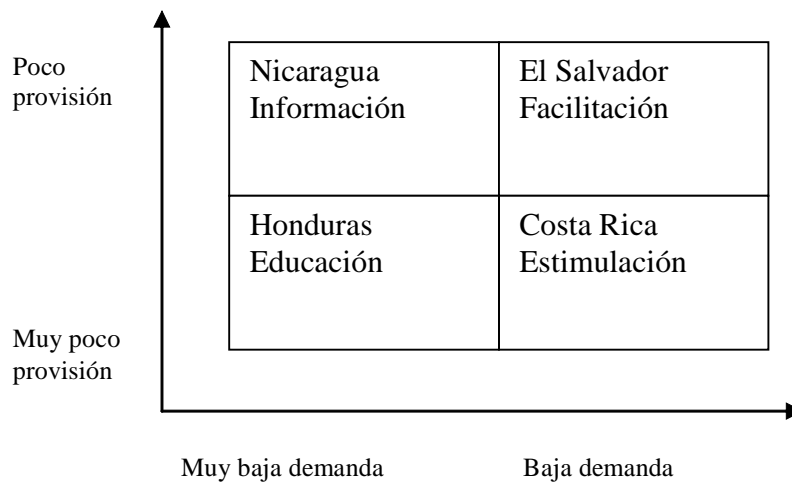 Poco
provisión
Nicaragua
Información
El Salvador
Facilitación
Honduras
Educación
Costa Rica
Estimulación
Muy poco
provisión
Muy baja demanda
Baja demanda